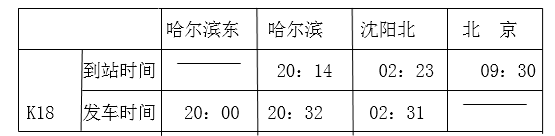 哈尔滨东 哈尔滨 沈阳北 北 京
到站时间 —— 20：14 02：23 09：30
K18
发车时间 20：00 20：32 02：31 ——